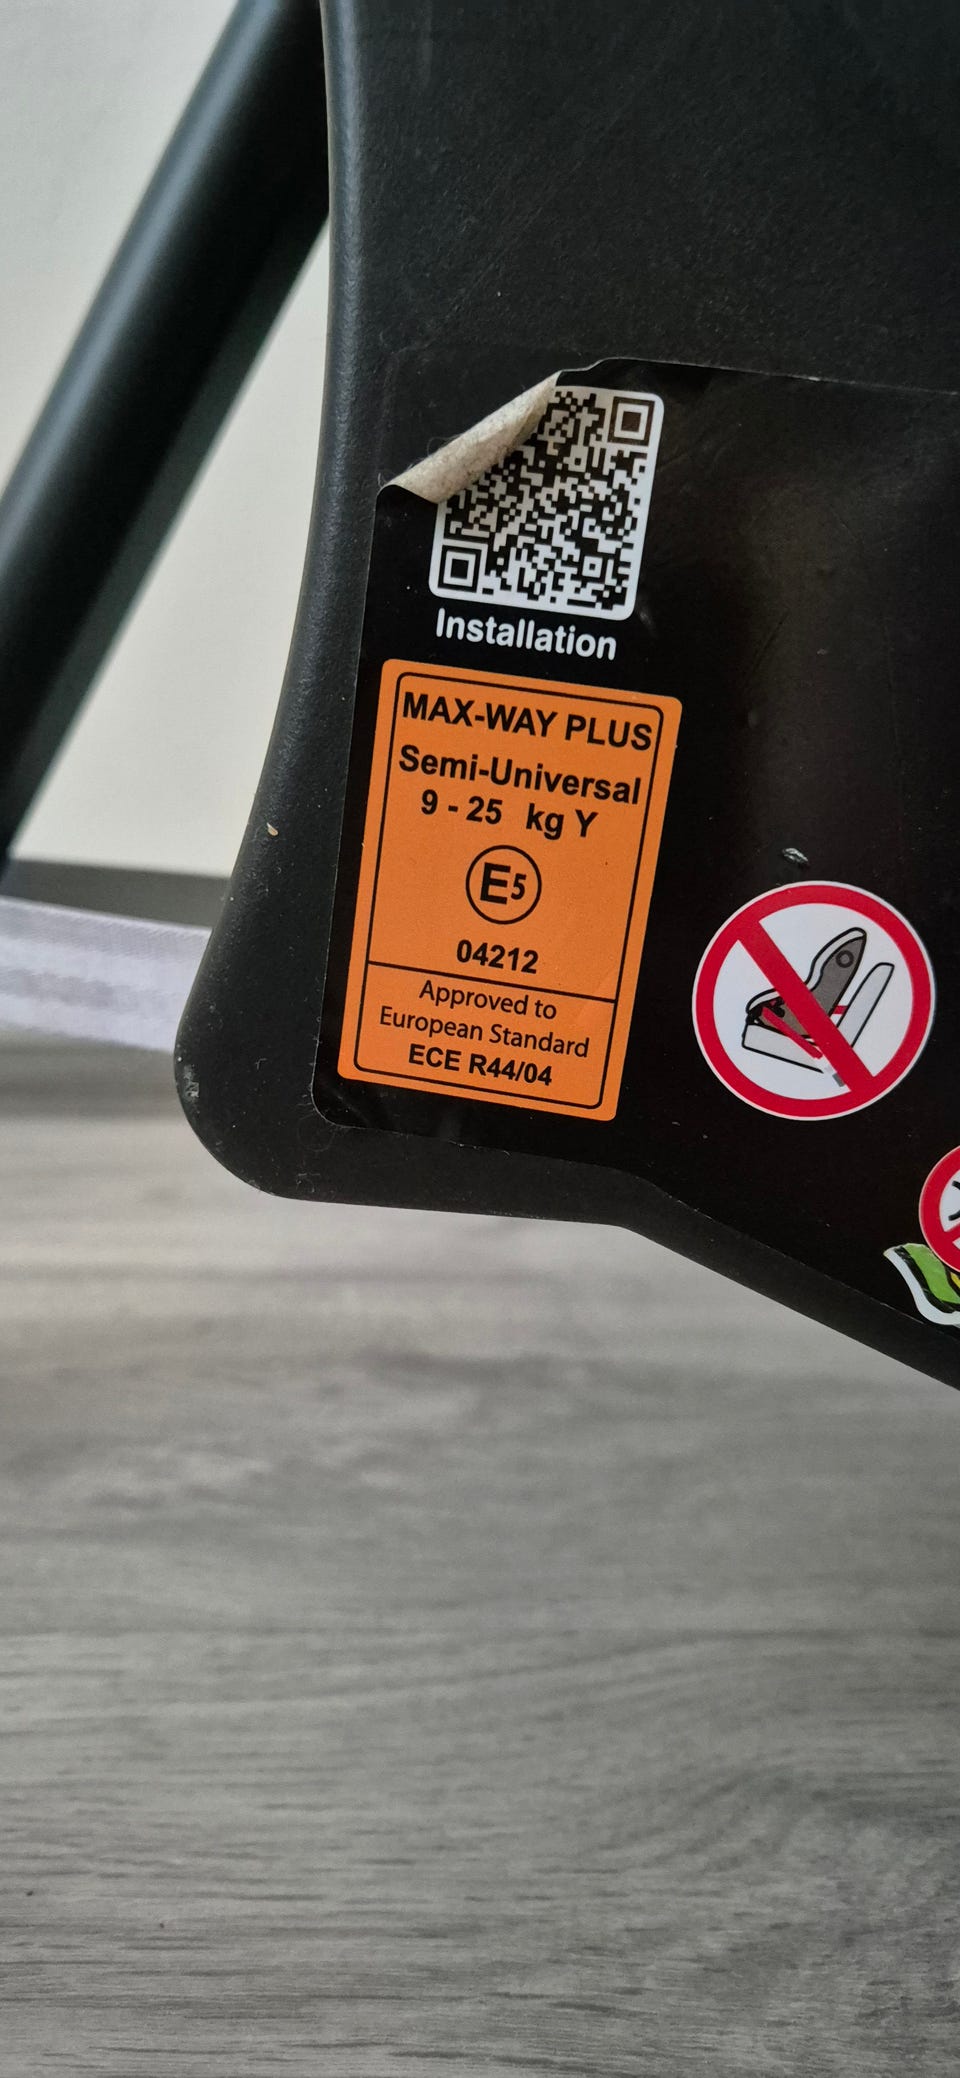 Installation
MAX-WAY PLUS
Semi-Universal
9 - 25 kg Y
E5
04212
Approved to
European Standard
ECE R44/04